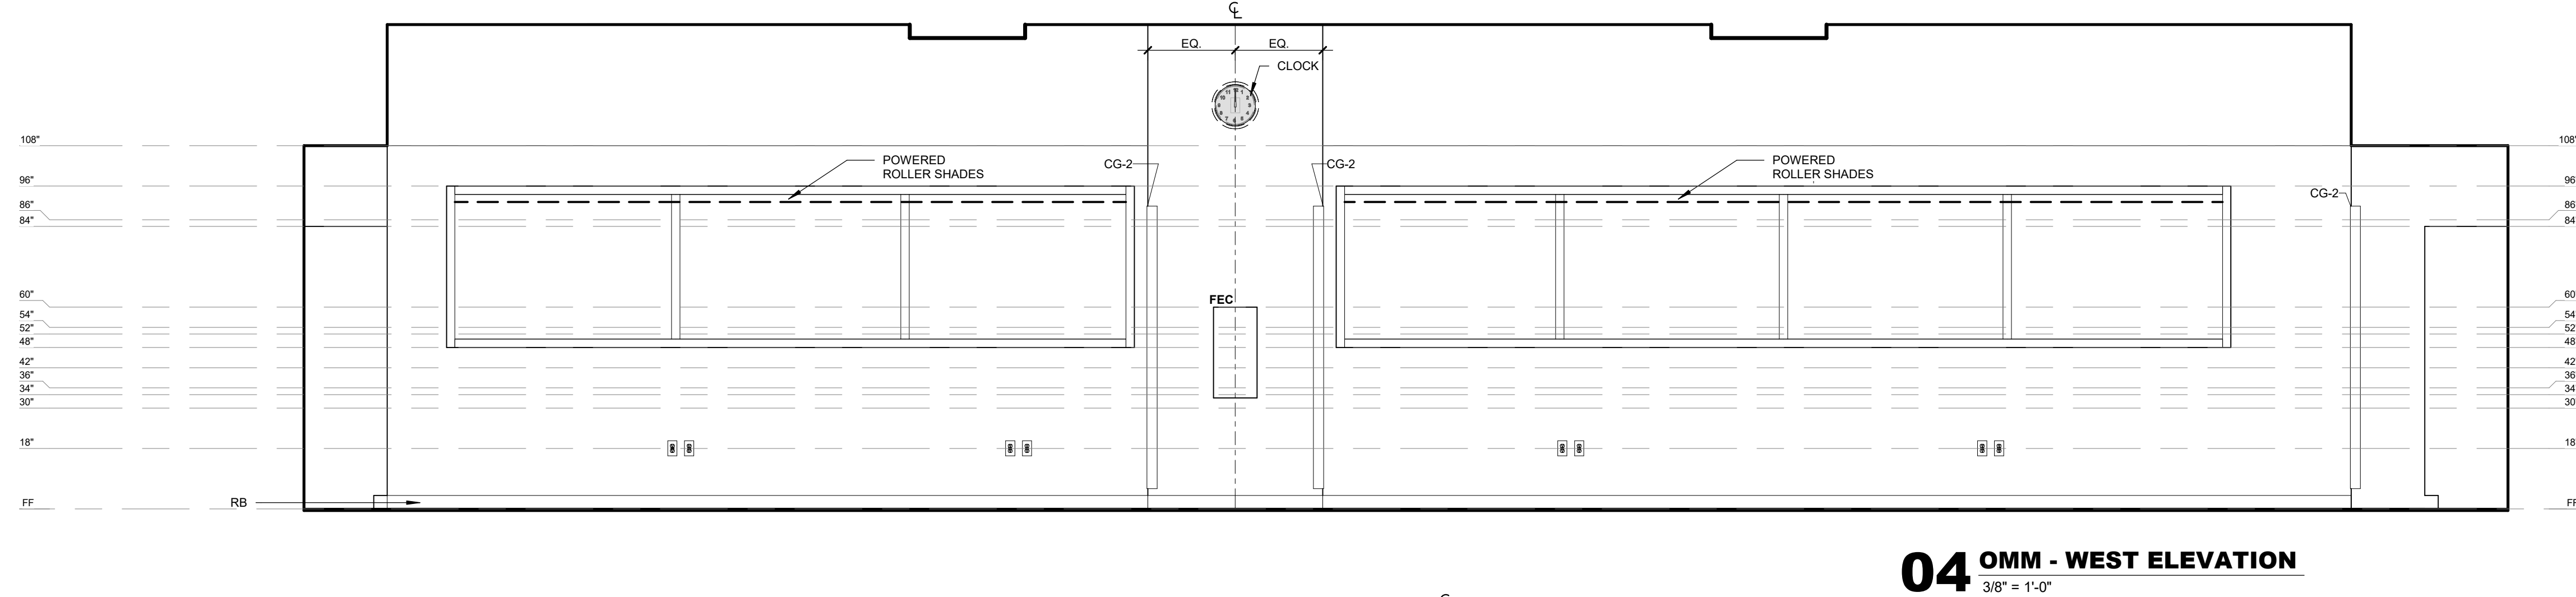 ℄
EQ. EQ.
CLOCK
108" 108"
POWERED
ROLLER SHADES
CG-2 CG-2
POWERED
ROLLER SHADES
96" 96"
CG-2
86" 86"
84" 84"
60" 60"
FEC
54" 54"
52" 52"
48" 48"
42" 42"
36" 36"
34" 34"
30" 30"
18" 18"
FF FF
RB
04 OMM - WEST ELEVATION
3/8" = 1'-0"